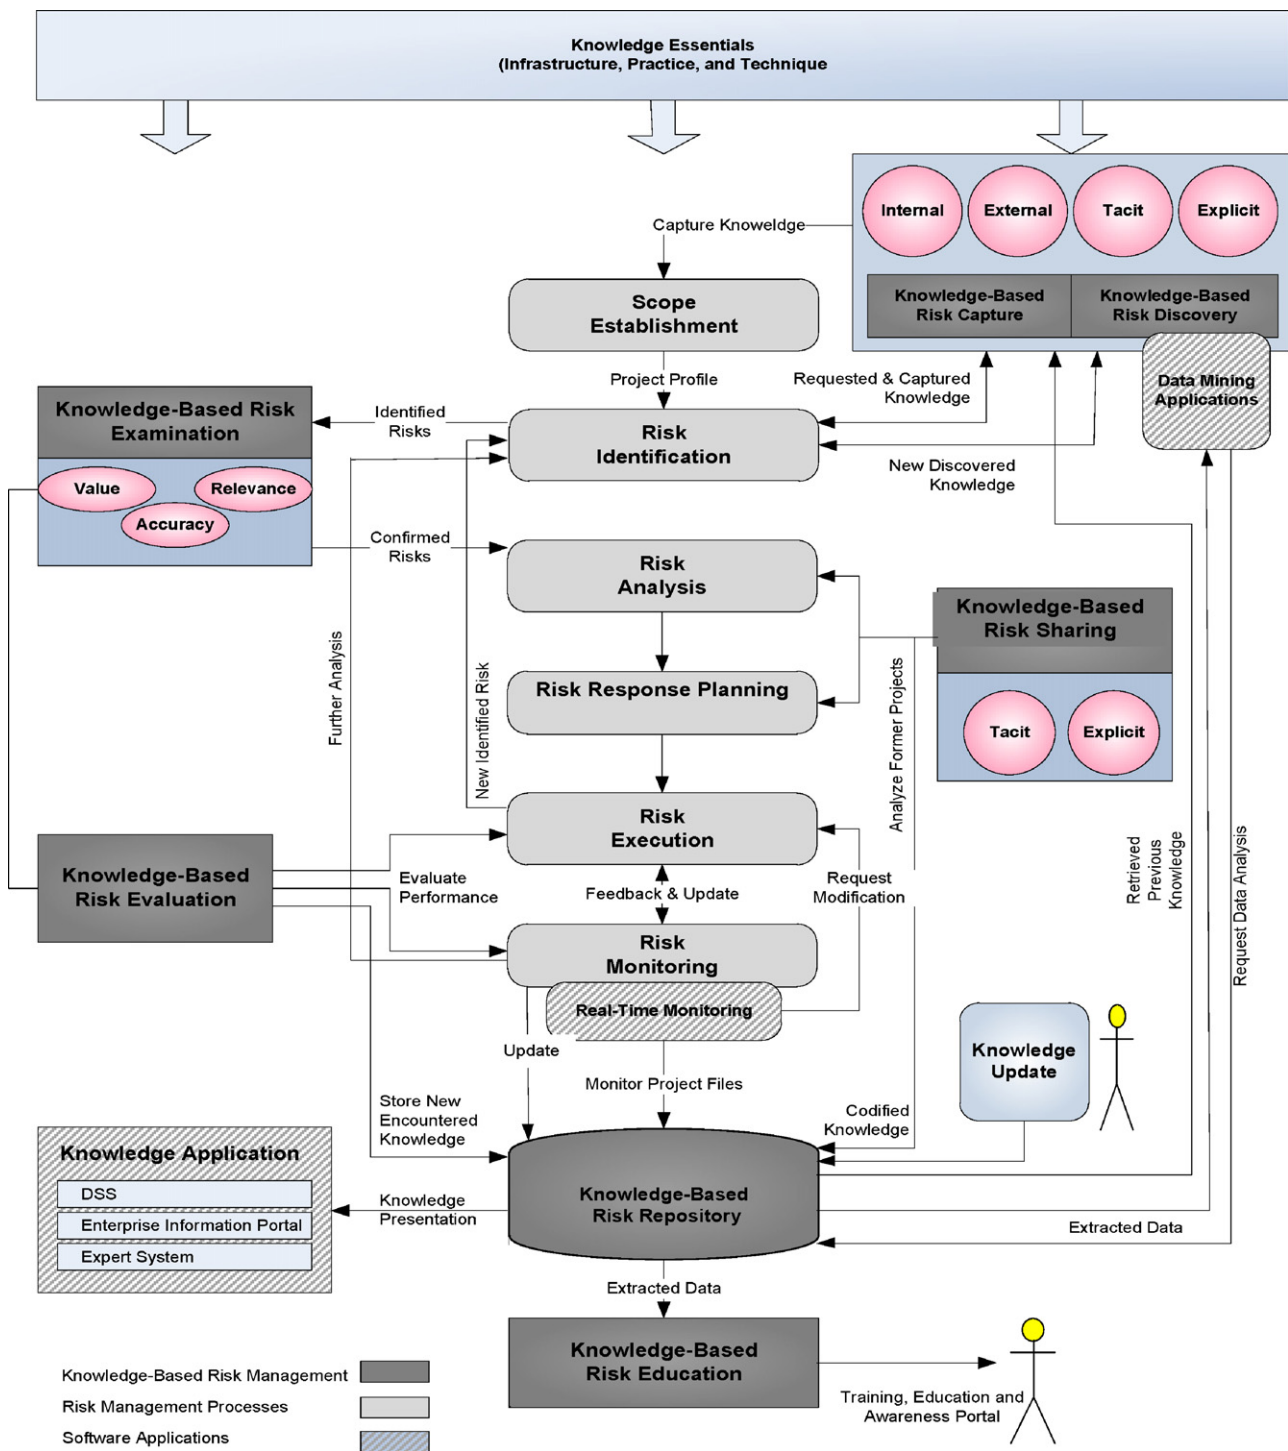 Knowledge Essentials
(Infrastructure, Practice, and Technique
Internal
External
Tacit
Explicit
Capture Knoweldge
Knowledge-Based
Risk Capture
Knowledge-Based
Risk Discovery
Scope
Establishment
Project Profile
Requested & Captured
Knowledge
Data Mining
Applications
Knowledge-Based Risk
Examination
Identified
Risks
Risk
Identification
New Discovered
Knowledge
Value
Relevance
Accuracy
Confirmed
Risks
Risk
Analysis
Knowledge-Based
Risk Sharing
Further Analysis
New Identified Risk
Risk Response Planning
Analyze Former Projects
Tacit
Explicit
Risk
Execution
Knowledge-Based
Risk Evaluation
Evaluate
Performance
Feedback & Update
Request
Modification
Retrieved
Previous
Knowledge
Request Data Analysis
Risk
Monitoring
Real-Time Monitoring
Update
Knowledge
Update
Monitor Project Files
Store New
Encountered
Knowledge
Codified
Knowledge
Knowledge Application
DSS
Enterprise Information Portal
Expert System
Knowledge
Presentation
Knowledge-Based
Risk Repository
Extracted Data
Extracted Data
Knowledge-Based
Risk Education
Training, Education and
Awareness Portal
Knowledge-Based Risk Management
Risk Management Processes
Software Applications